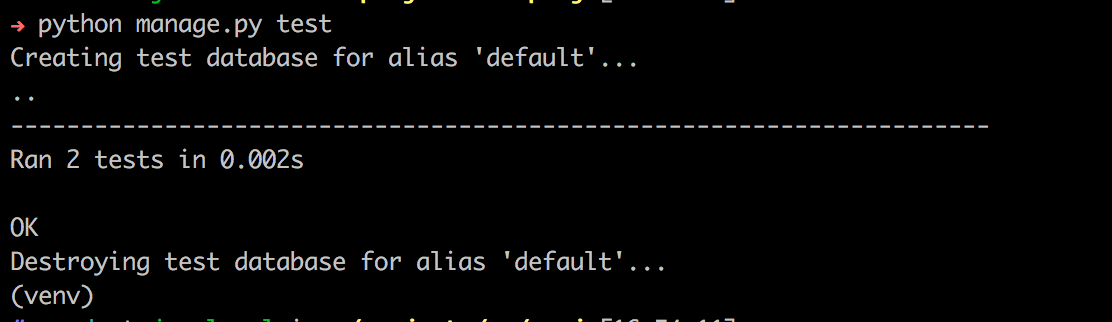 → python manage.py test
Creating test database for alias 'default'...
..
----------------------------------------------------------------------
Ran 2 tests in 0.002s
OK
Destroying test database for alias 'default'...
(venv)